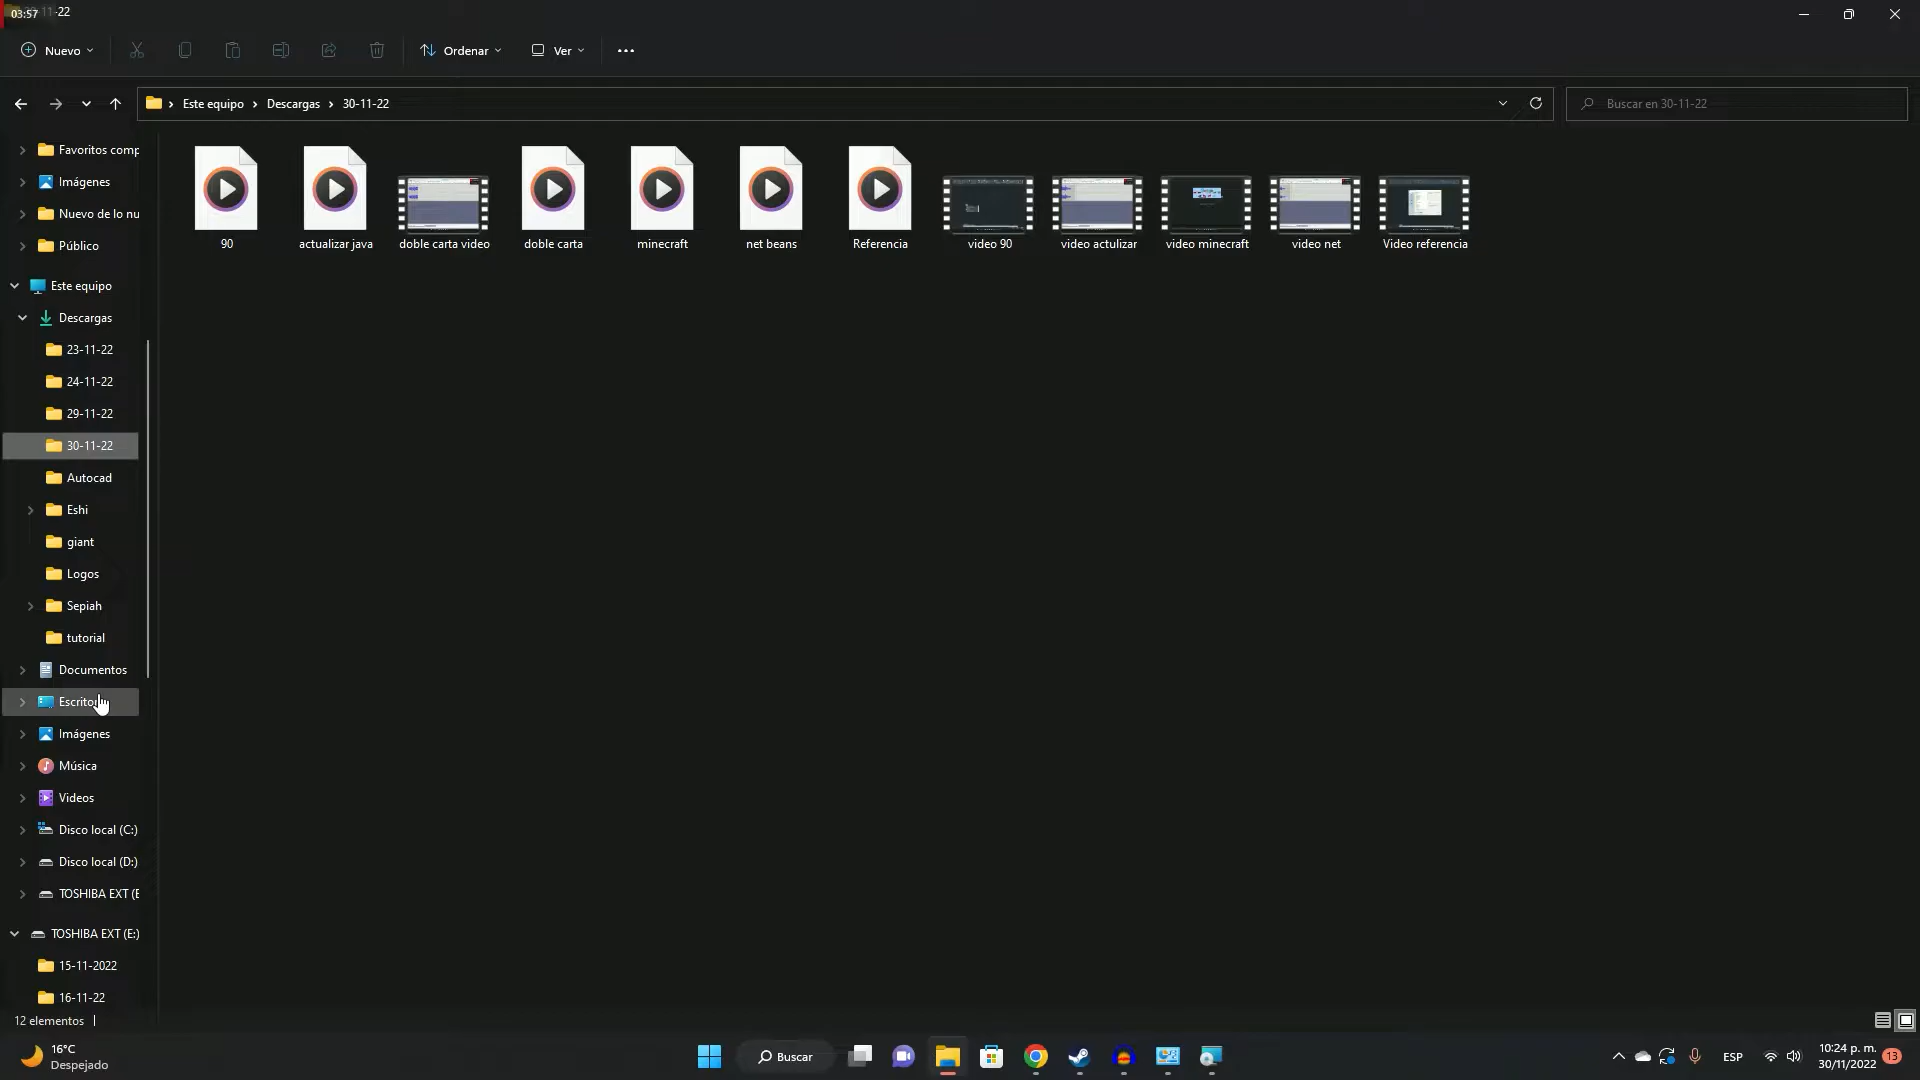 03:57
-11-22
Nuevo
Ordenar
Ver
Este equipo > Descargas > 30-11-22
Buscar en 30-11-22
Favoritos comp
Imágenes
Nuevo de lo nu
Público
Este equipo
Descargas
23-11-22
24-11-22
29-11-22
30-11-22
Autocad
Eshi
giant
Logos
Sepiah
tutorial
Documentos
Escrito
Imágenes
Música
Videos
Disco local (C:)
Disco local (D:)
TOSHIBA EXT (E
TOSHIBA EXT (E:)
15-11-2022
16-11-22
90
actualizar java
doble carta video
doble carta
minecraft
net beans
Referencia
video 90
video actulizar
video minecraft
video net
Video referencia
12 elementos
16°C
Despejado
Buscar
ESP
10:24 p. m.
30/11/2022
13